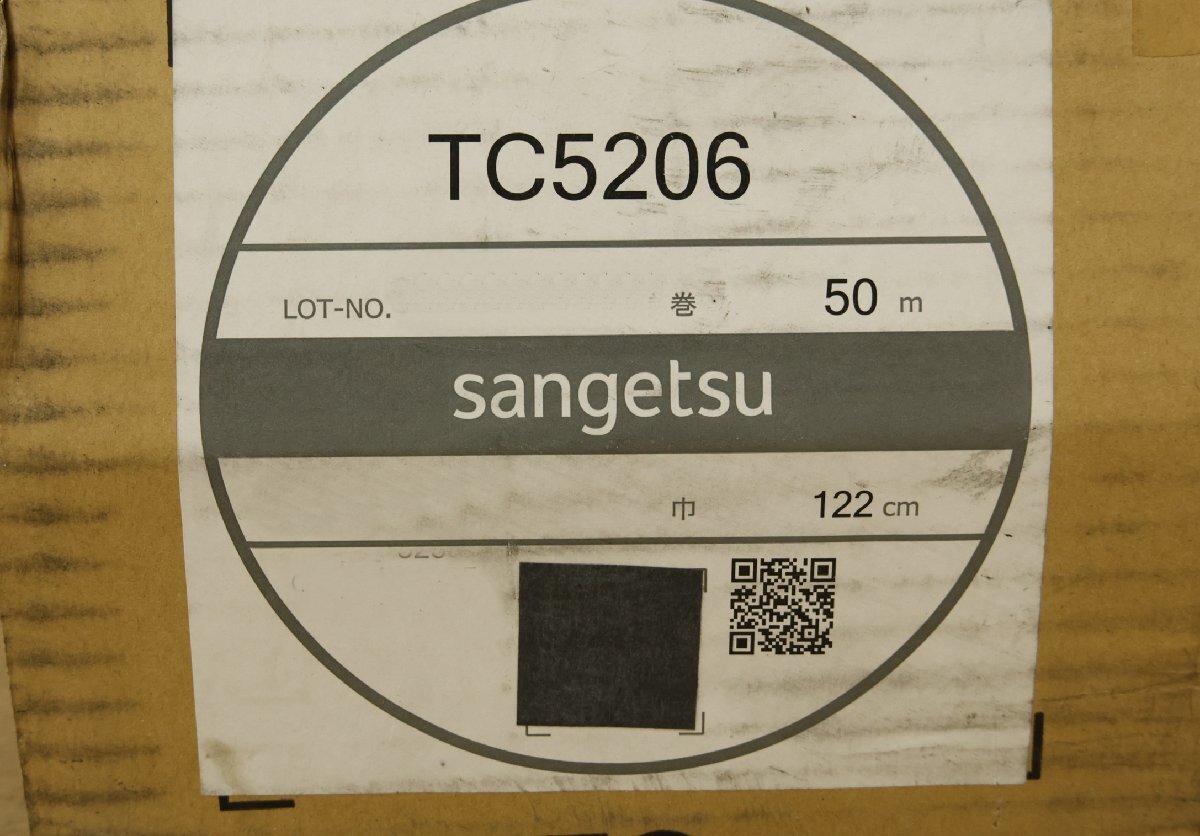 TC5206
LOT-NO. 巻 50 m
sangetsu
巾 122 cm